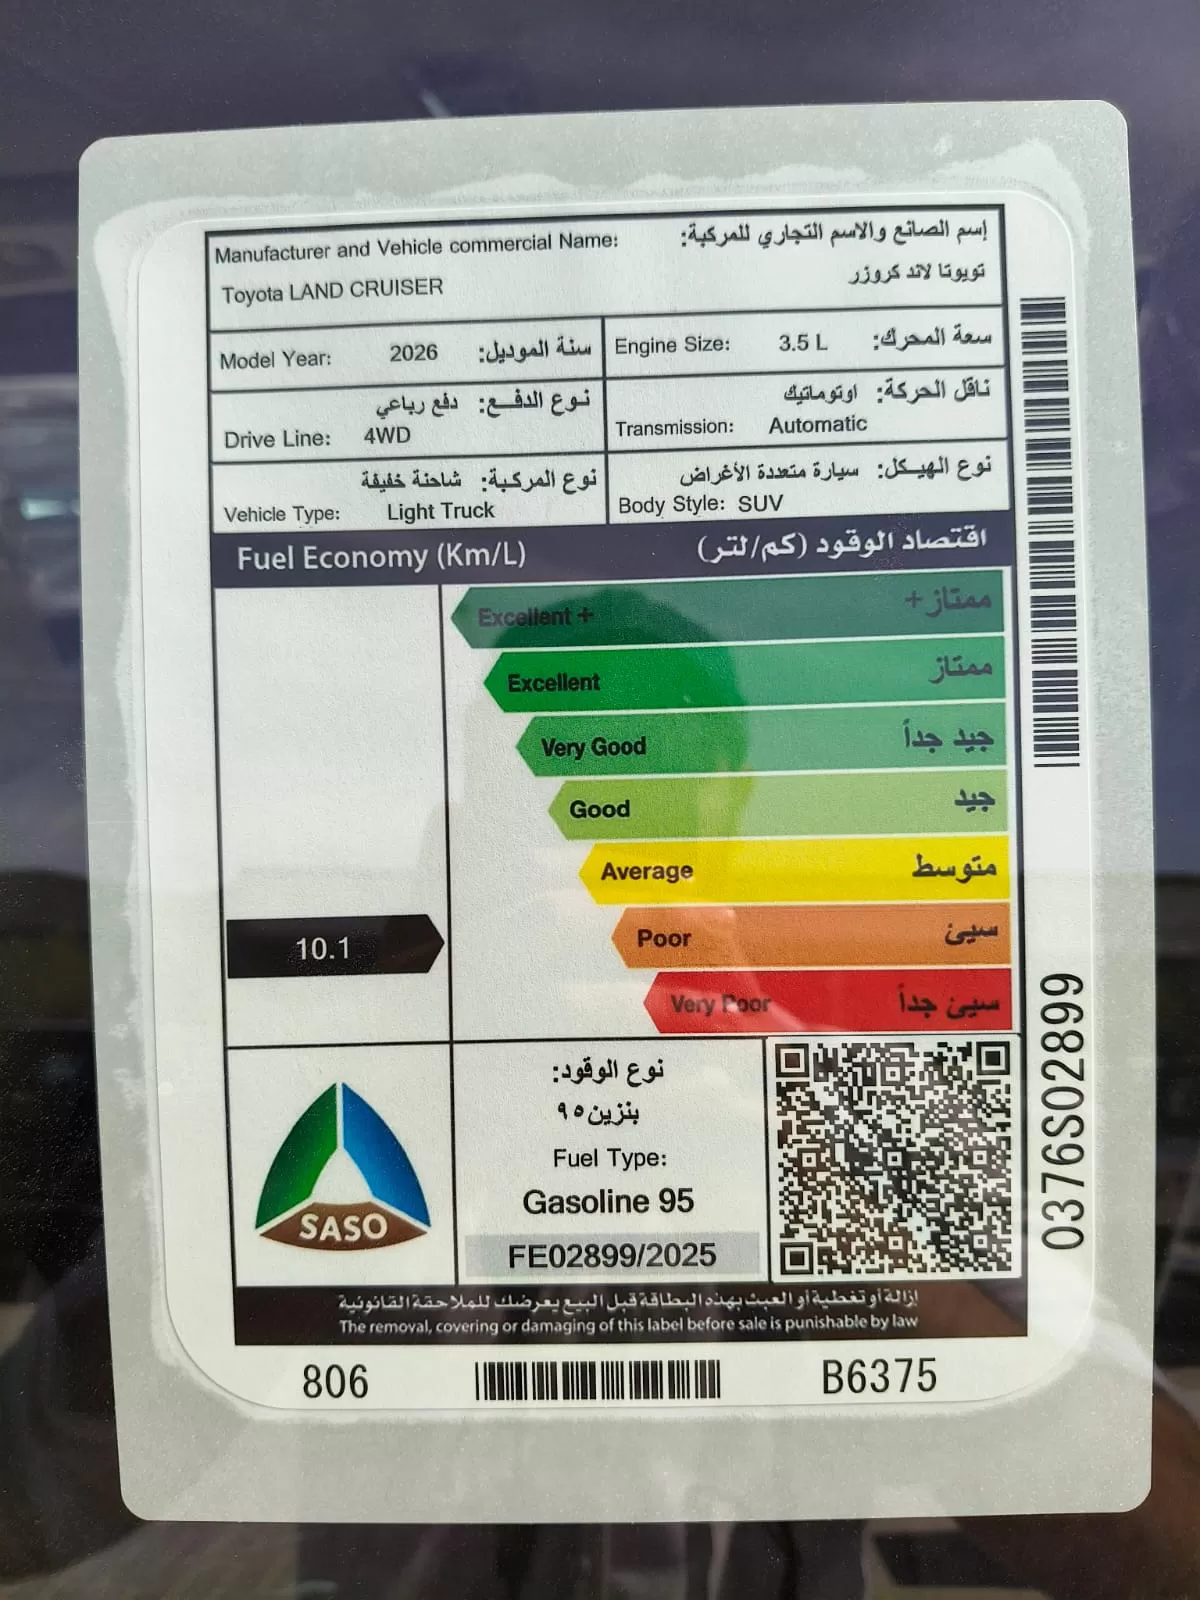 Manufacturer and Vehicle commercial Name: إسم الصانع والاسم التجاري للمركبة:
Toyota LAND CRUISER تويوتا لاند كروزر
Model Year: 2026 سنة الموديل:
Engine Size: 3.5 L سعة المحرك:
نوع الدفع: دفع رباعي
Drive Line: 4WD
ناقل الحركة: اوتوماتيك
Transmission: Automatic
نوع المركبة: شاحنة خفيفة
Vehicle Type: Light Truck
نوع الهيكل: سيارة متعددة الأغراض
Body Style: SUV
Fuel Economy (Km/L) اقتصاد الوقود (كم/لتر)
Excellent + ممتاز +
Excellent ممتاز
Very Good جيد جداً
Good جيد
Average متوسط
10.1
Poor سيئ
Very Poor سيئ جداً
SASO
نوع الوقود:
بنزين ٩٥
Fuel Type:
Gasoline 95
FE02899/2025
إزالة أو تغطية أو العبث بهذه البطاقة قبل البيع يعرضك للملاحقة القانونية
The removal, covering or damaging of this label before sale is punishable by law
806 B6375
0376S02899